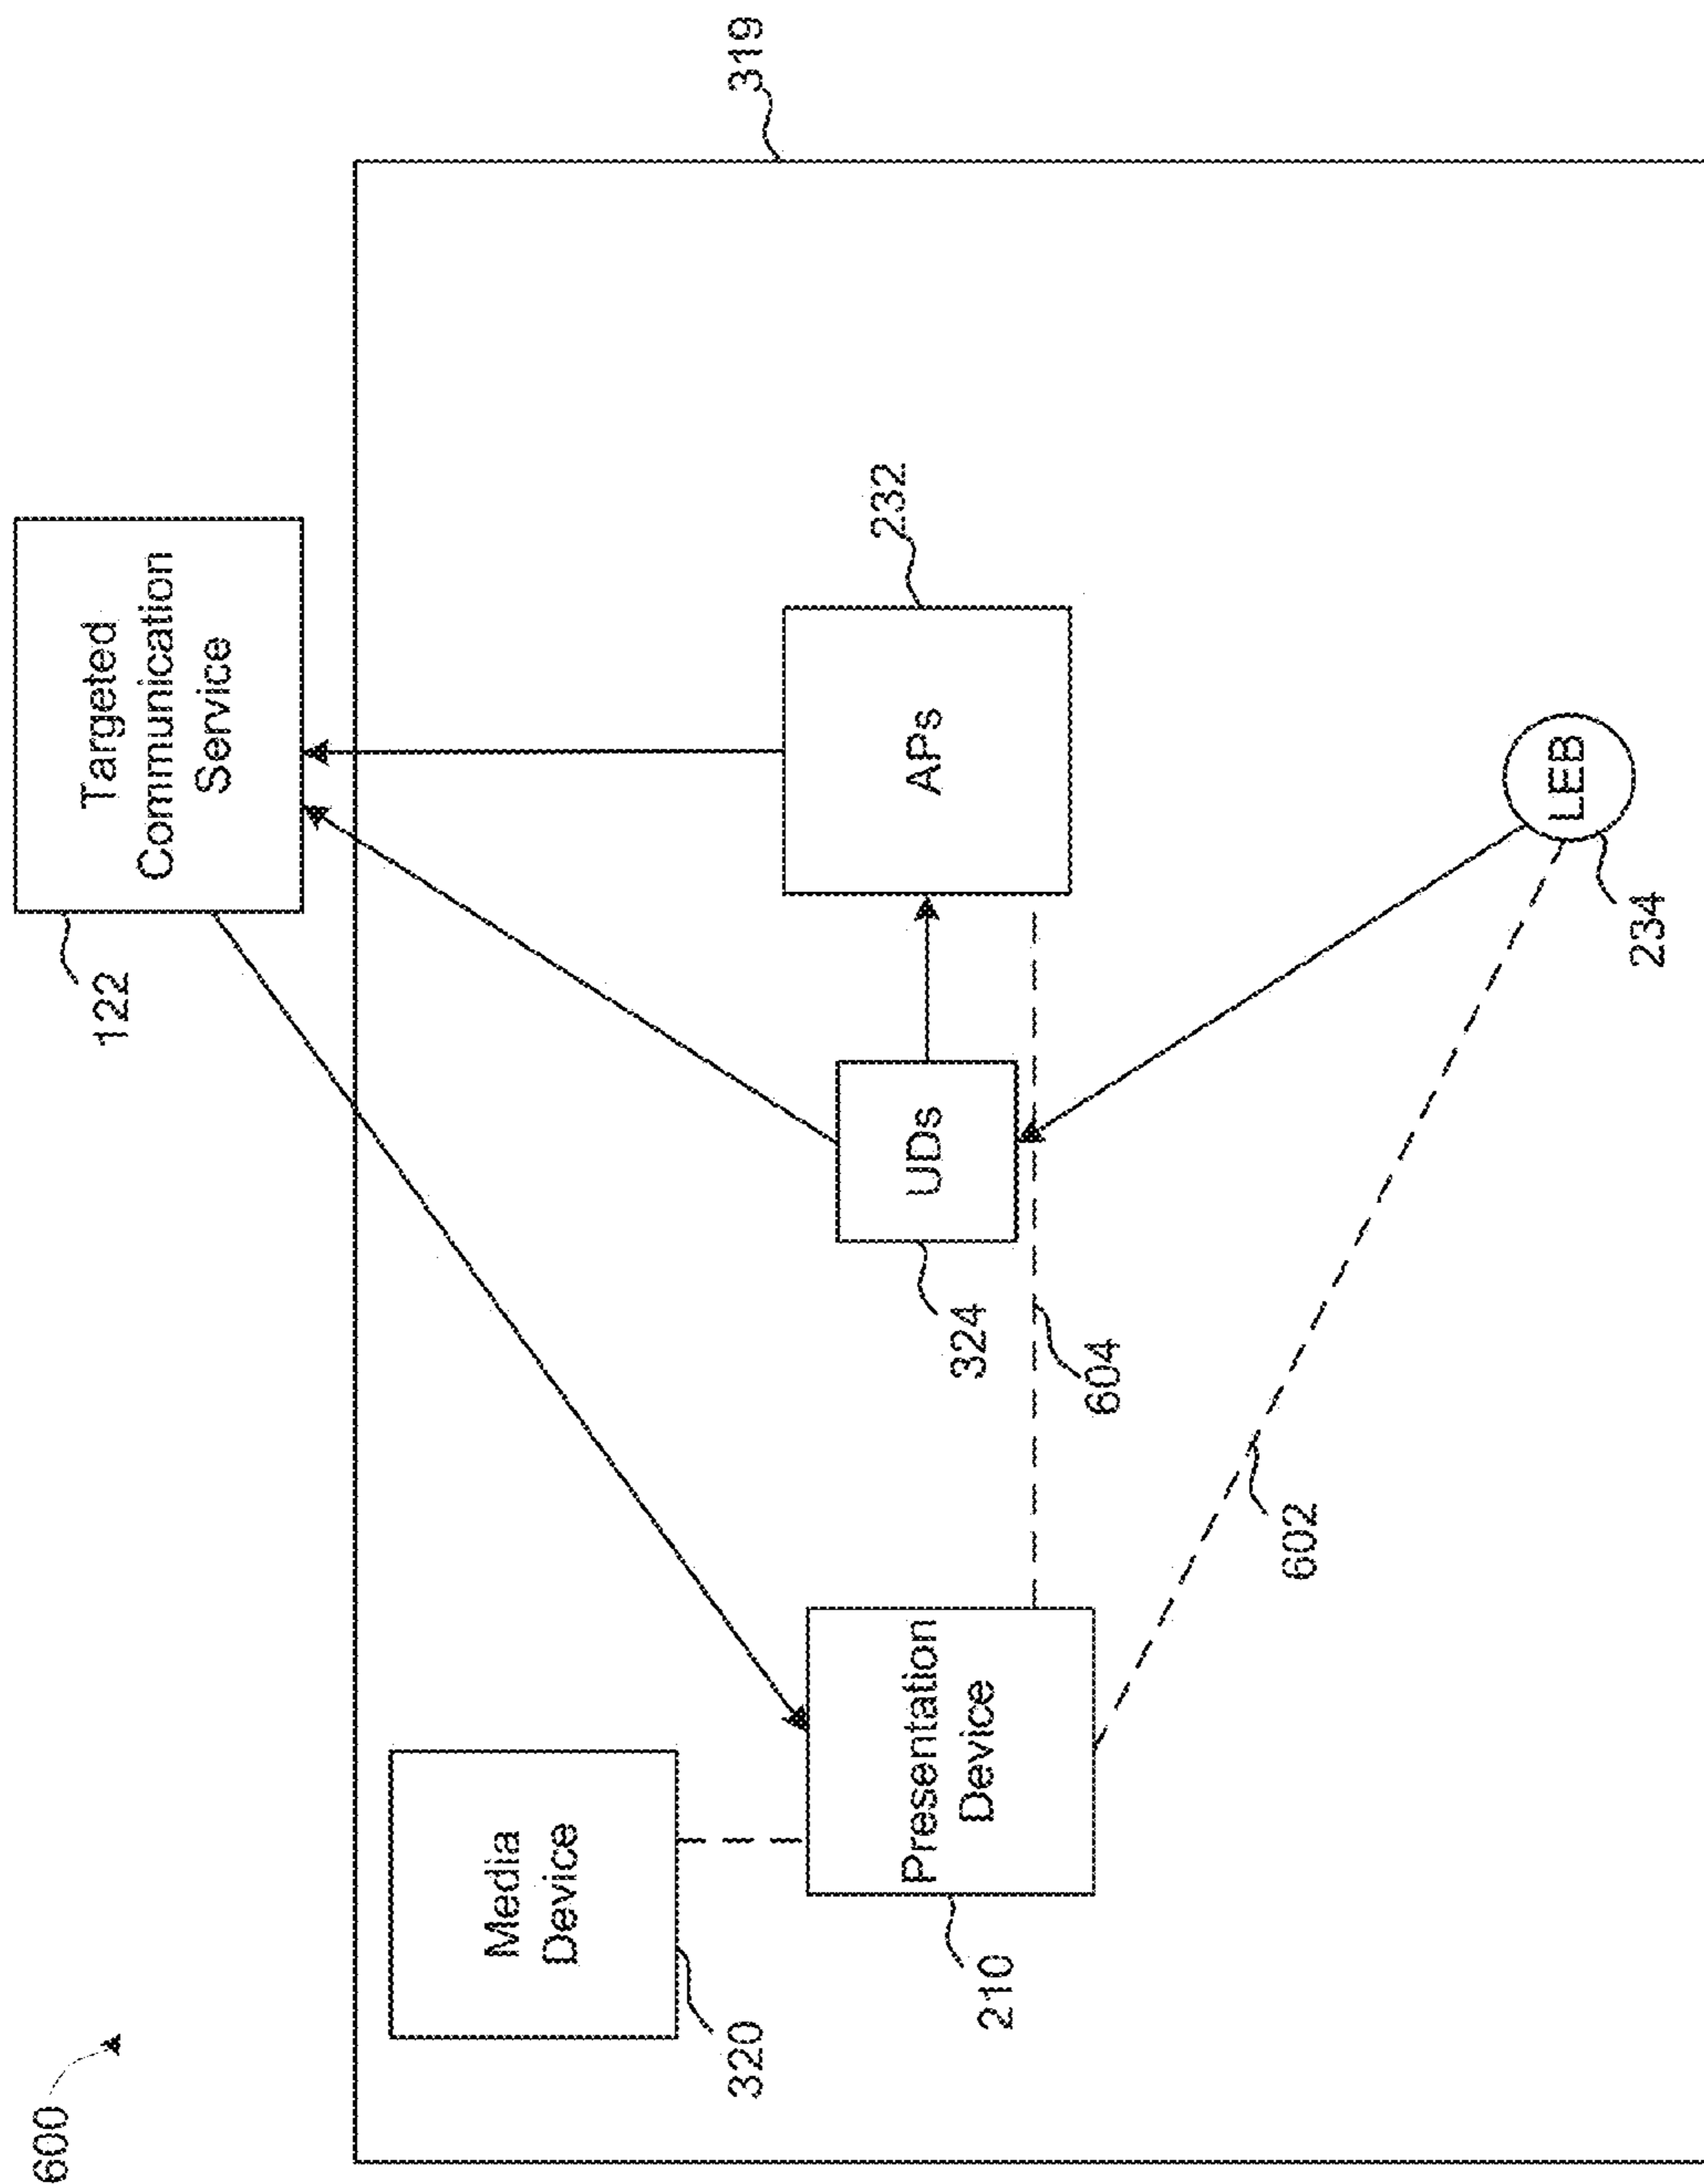 600
Targeted
Communication
Service
122
319
Media
Device
320
Presentation
Device
210
UDs
324
APs
232
604
602
LEB
234